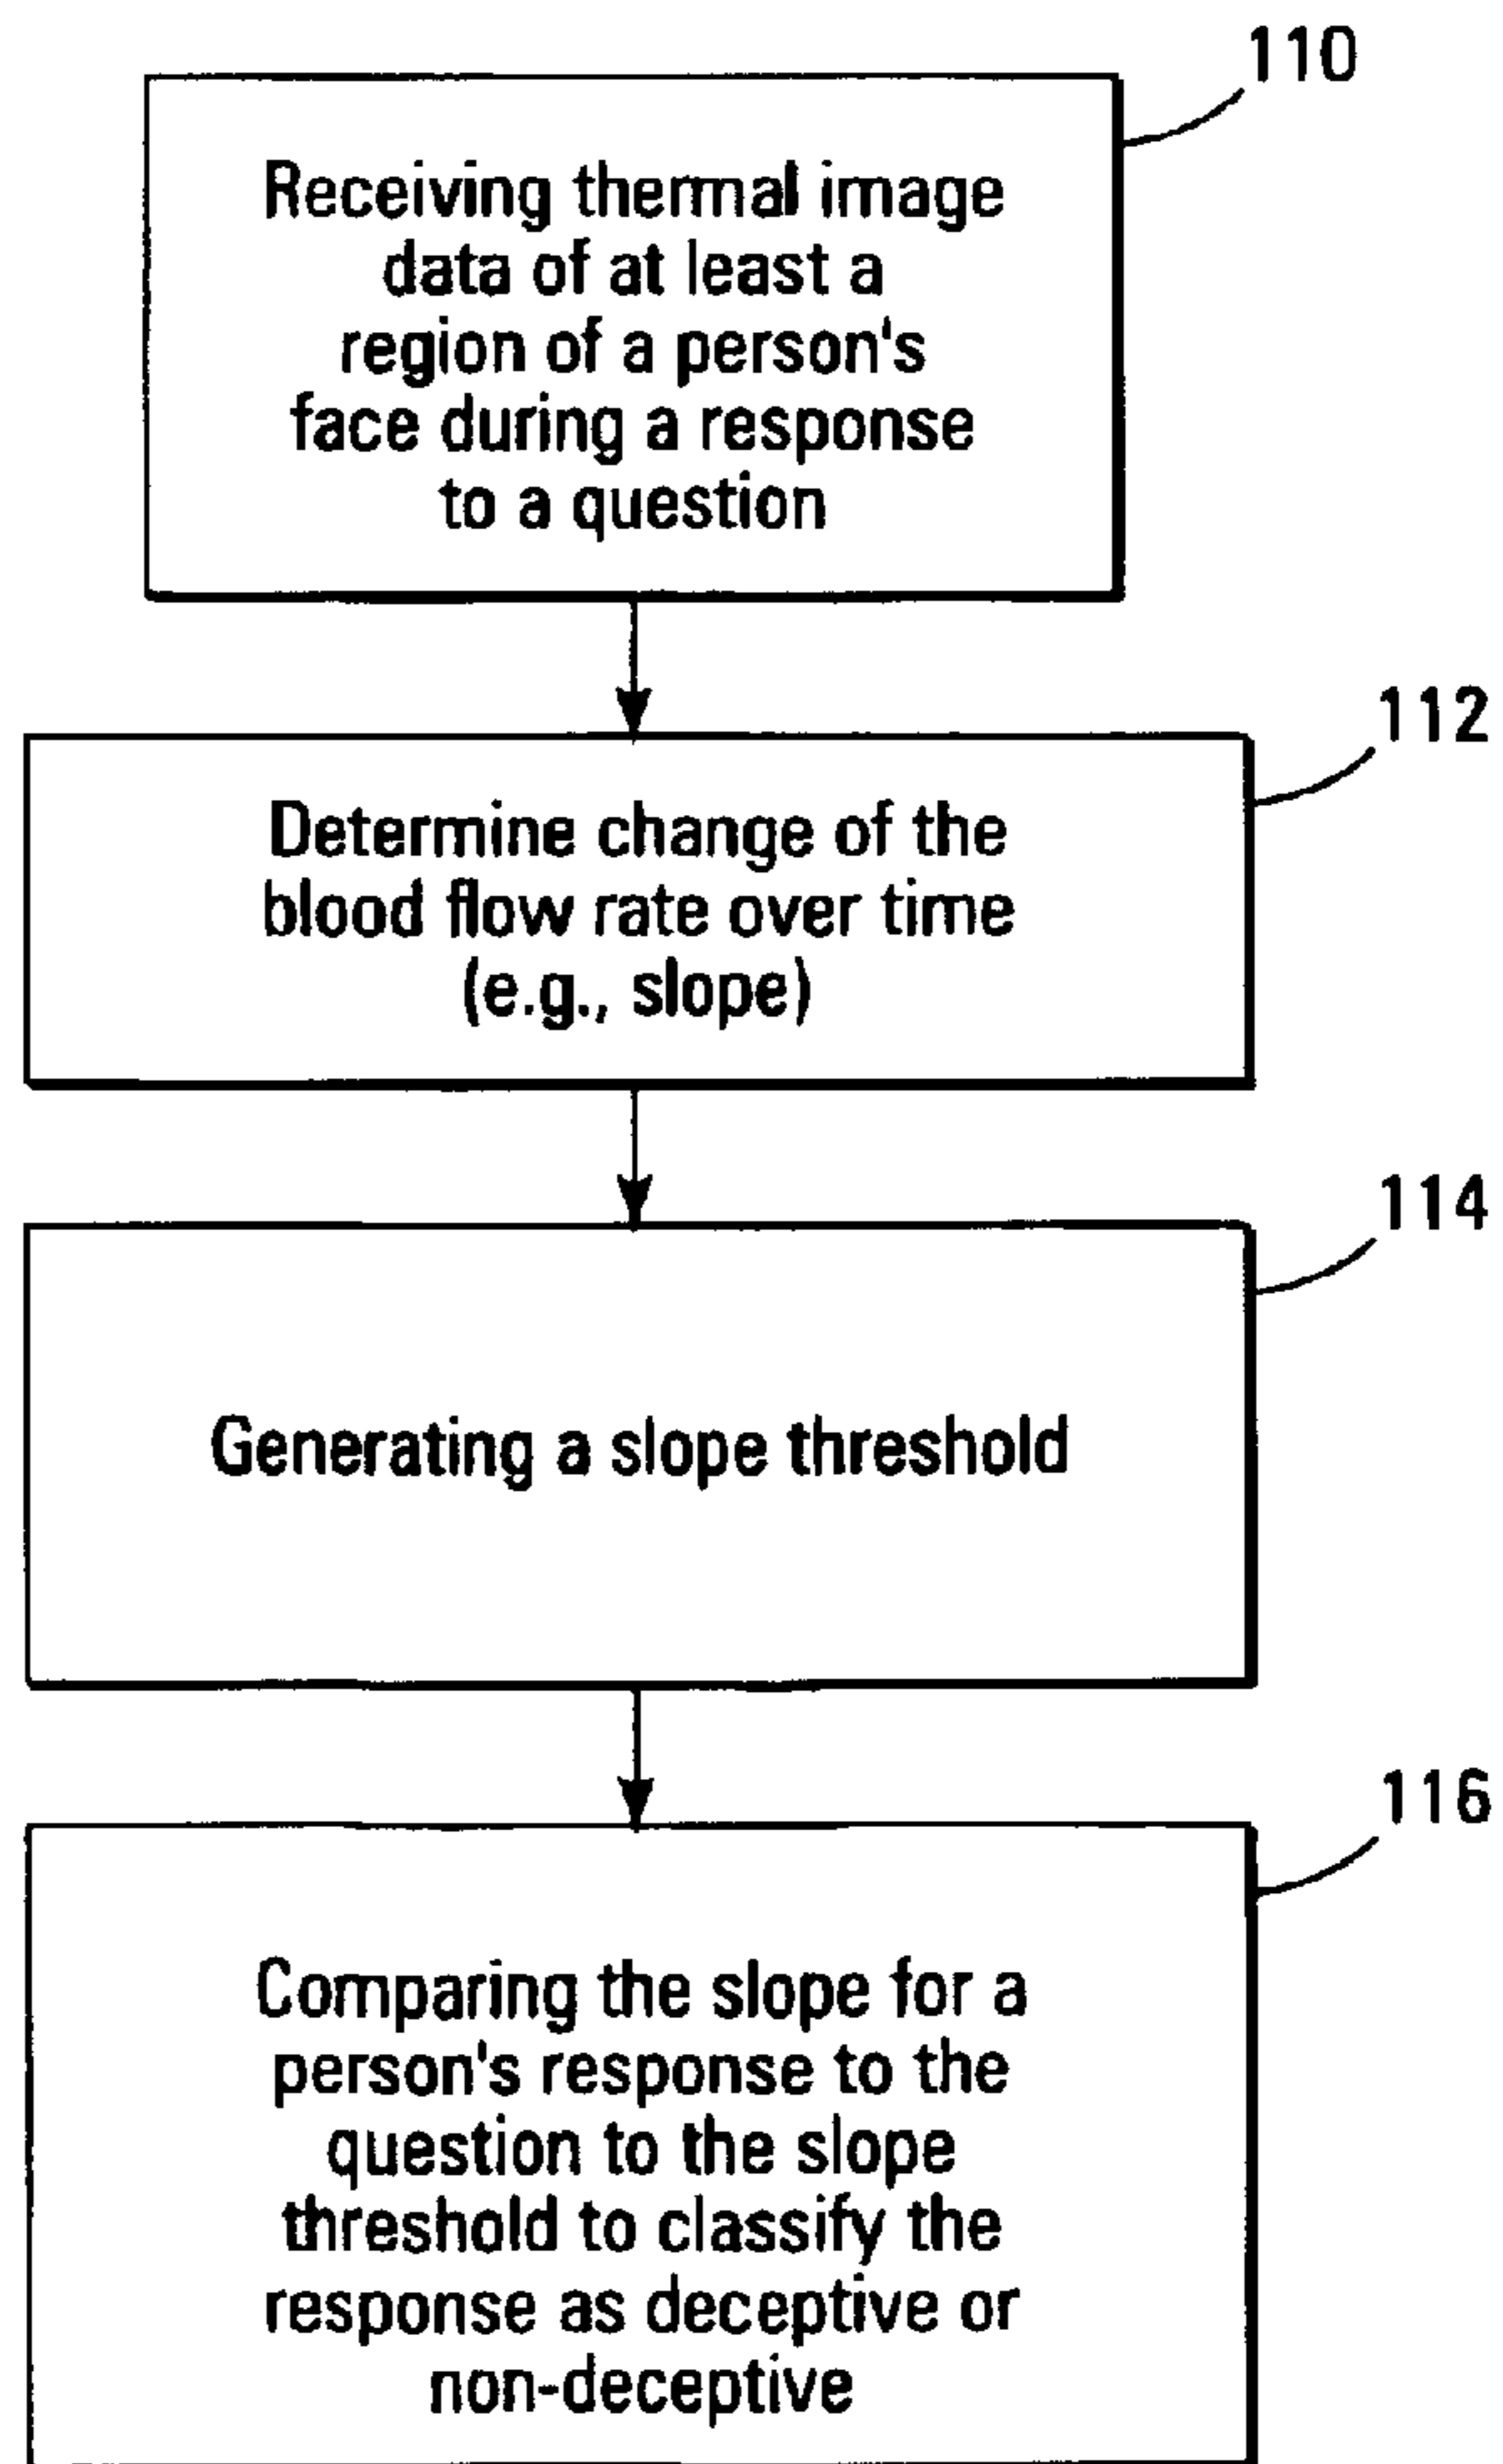 110
Receiving thermal image
data of at least a
region of a person's
face during a response
to a question
112
Determine change of the
blood flow rate over time
(e.g., slope)
114
Generating a slope threshold
116
Comparing the slope for a
person's response to the
question to the slope
threshold to classify the
response as deceptive or
non-deceptive